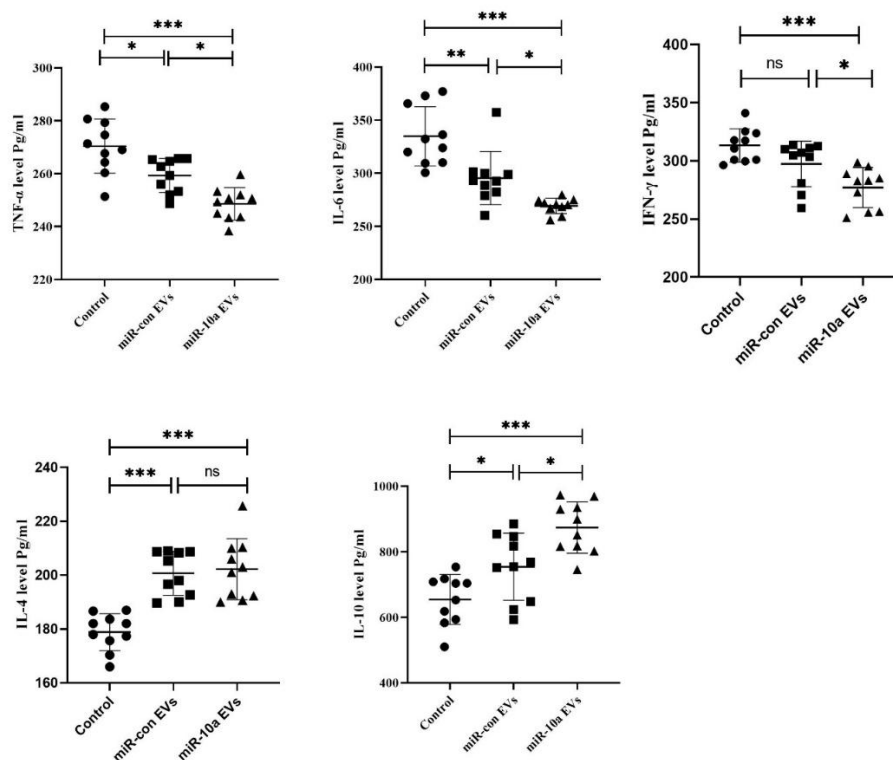 ***
*
*
TNF-α level Pg/ml
300
280
260
240
220
Control
miR-con EVs
miR-10a EVs
***
**
*
IL-6 level Pg/ml
400
350
300
250
200
Control
miR-con EVs
miR-10a EVs
***
ns
*
IFN-γ level Pg/ml
400
350
300
250
200
Control
miR-con EVs
miR-10a EVs
***
***
ns
IL-4 level Pg/ml
240
220
200
180
160
Control
miR-con EVs
miR-10a EVs
***
*
*
IL-10 level Pg/ml
1000
800
600
400
Control
miR-con EVs
miR-10a EVs